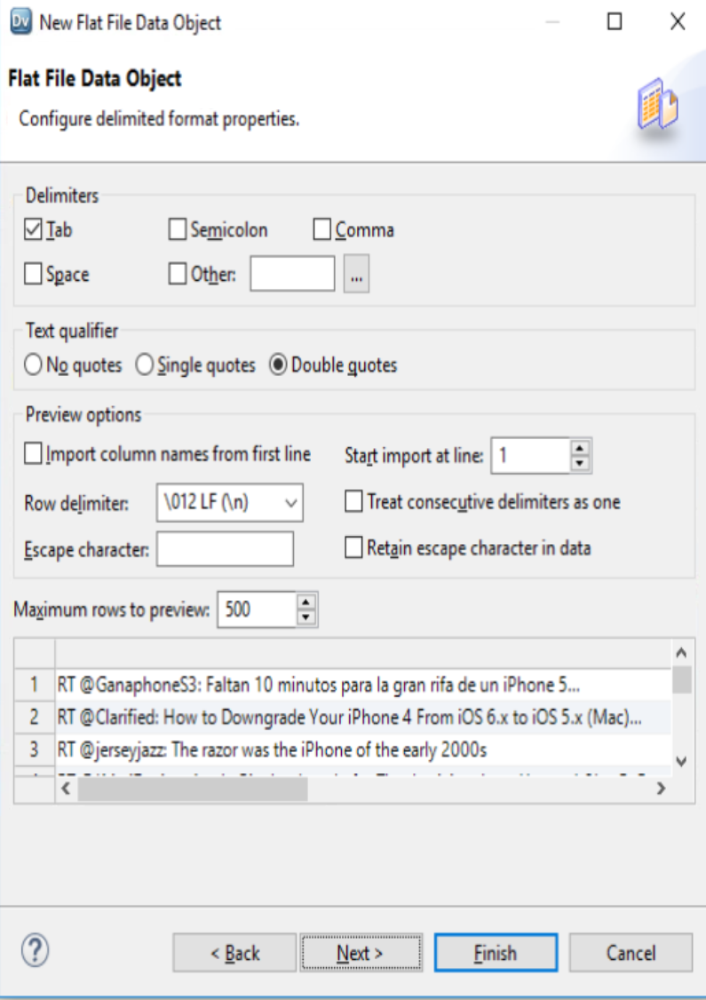 Dv New Flat File Data Object
Flat File Data Object
Configure delimited format properties.
Delimiters
Tab Semicolon Comma
Space Other: ...
Text qualifier
No quotes Single quotes Double quotes
Preview options
Import column names from first line Start import at line: 1
Row delimiter: \012 LF (\n) Treat consecutive delimiters as one
Escape character: Retain escape character in data
Maximum rows to preview: 500
1 RT @GanaphoneS3: Faltan 10 minutos para la gran rifa de un iPhone 5...
2 RT @Clarified: How to Downgrade Your iPhone 4 From iOS 6.x to iOS 5.x (Mac)...
3 RT @jerseyjazz: The razor was the iPhone of the early 2000s
? < Back Next > Finish Cancel